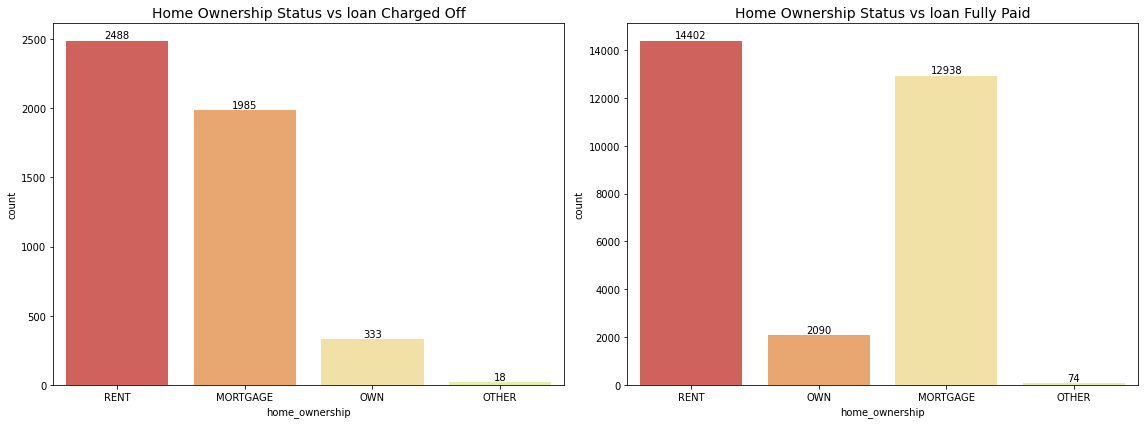 Home Ownership Status vs loan Charged Off
2500
2000
1500
1000
500
0
count
2488
1985
333
18
RENT
MORTGAGE
OWN
OTHER
home_ownership
Home Ownership Status vs loan Fully Paid
14000
12000
10000
8000
6000
4000
2000
0
count
14402
2090
12938
74
RENT
OWN
MORTGAGE
OTHER
home_ownership